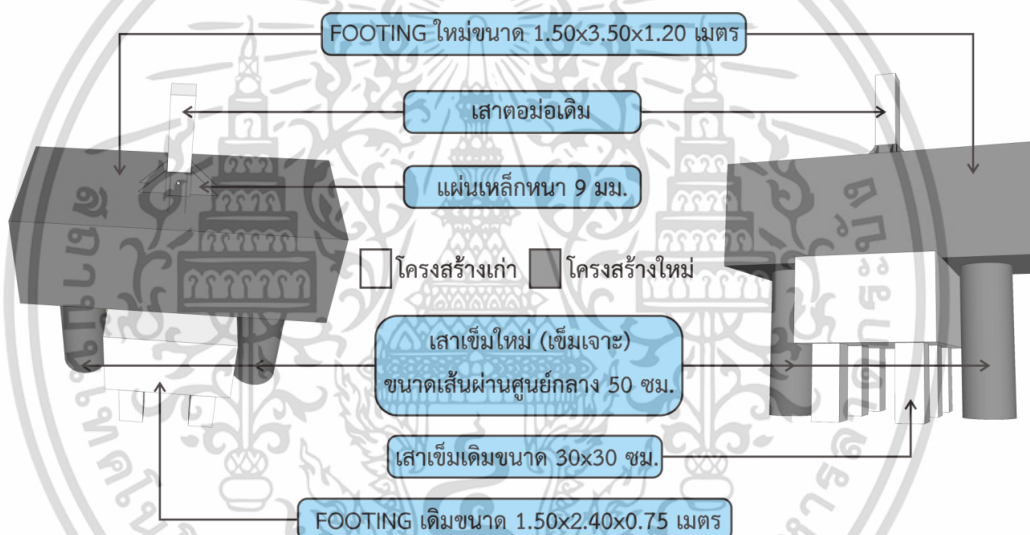 FOOTING ใหม่ขนาด 1.50x3.50x1.20 เมตร
เสาตอม่อเดิม
แผ่นเหล็กหนา 9 มม.
โครงสร้างเก่า โครงสร้างใหม่
เสาเข็มใหม่ (เข็มเจาะ)
ขนาดเส้นผ่านศูนย์กลาง 50 ซม.
เสาเข็มเดิมขนาด 30x30 ซม.
FOOTING เดิมขนาด 1.50x2.40x0.75 เมตร